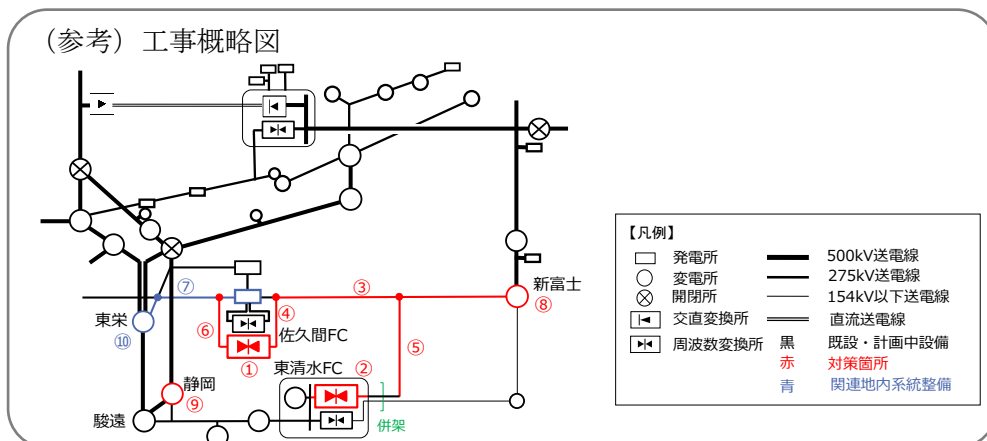 （参考）工事概略図
⑦
③
新富士
⑧
④
東栄
⑩
⑥
佐久間FC
①
⑤
東清水FC
②
静岡
⑨
駿遠
併架
【凡例】
発電所
変電所
開閉所
交直変換所
周波数変換所
500kV送電線
275kV送電線
154kV以下送電線
直流送電線
黒 既設・計画中設備
赤 対策箇所
青 関連地内系統整備